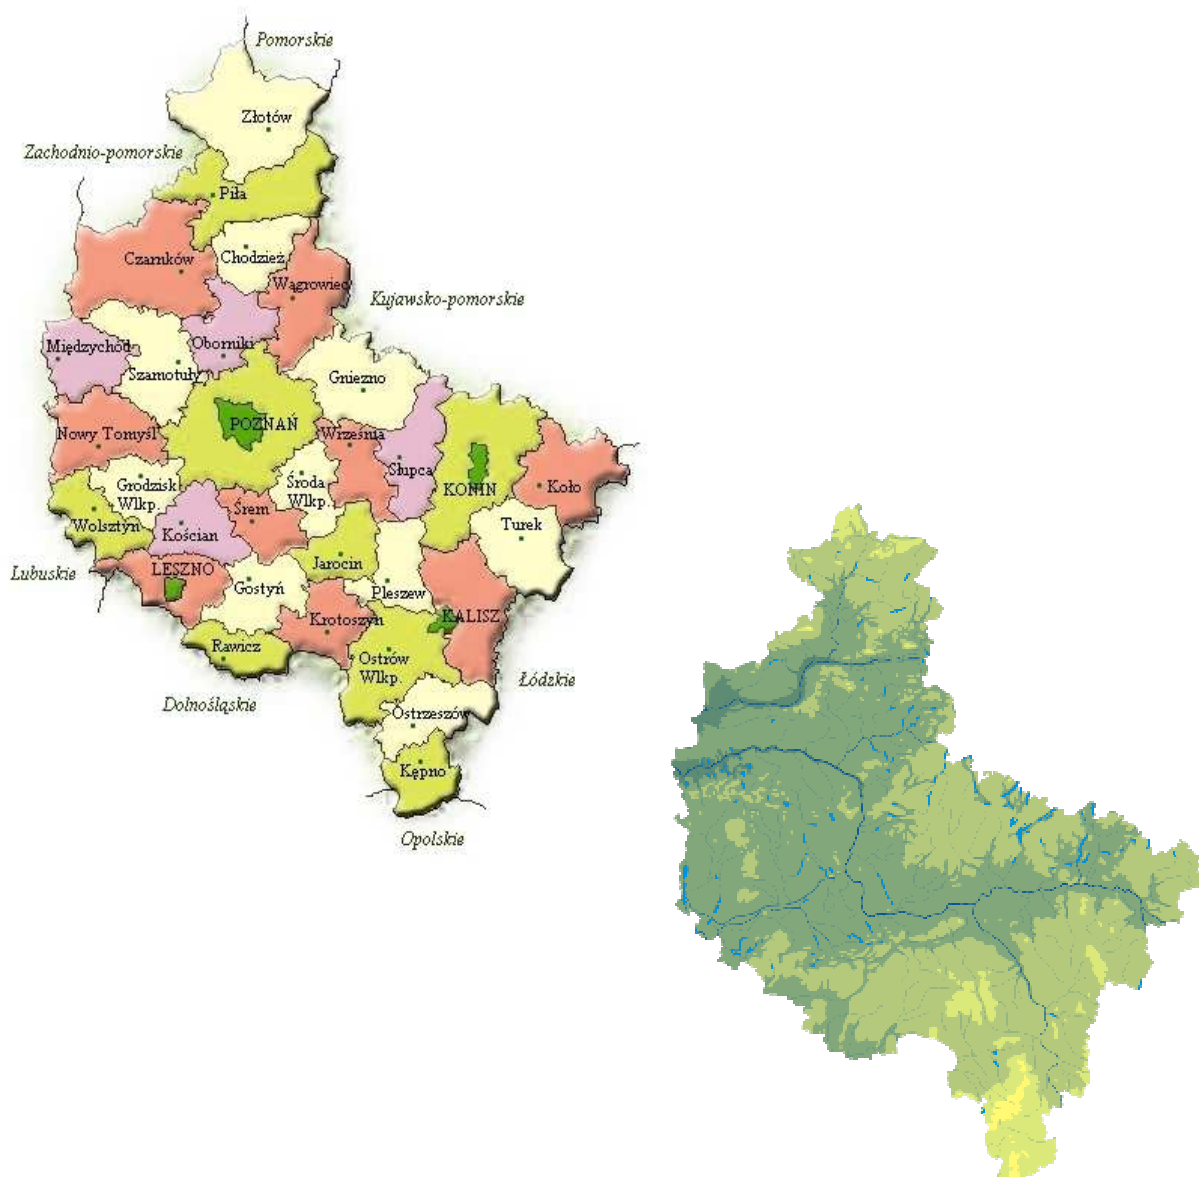 Pomorskie
Złotów
Zachodnio-pomorskie
Piła
Czarnków
Chodzież
Wągrowiec
Kujawsko-pomorskie
Międzychód
Oborniki
Szamotuły
Gniezno
Nowy Tomyśl
POZNAŃ
Września
Słupca
Grodzisk
Wlkp.
Środa
Wlkp.
KONIN
Koło
Wolsztyn
Śrem
Kościan
Turek
Lubuskie
LESZNO
Jarocin
Gostyń
Pleszew
Krotoszyn
KALISZ
Rawicz
Ostrów
Wlkp.
Łódzkie
Dolnośląskie
Ostrzeszów
Kępno
Opolskie